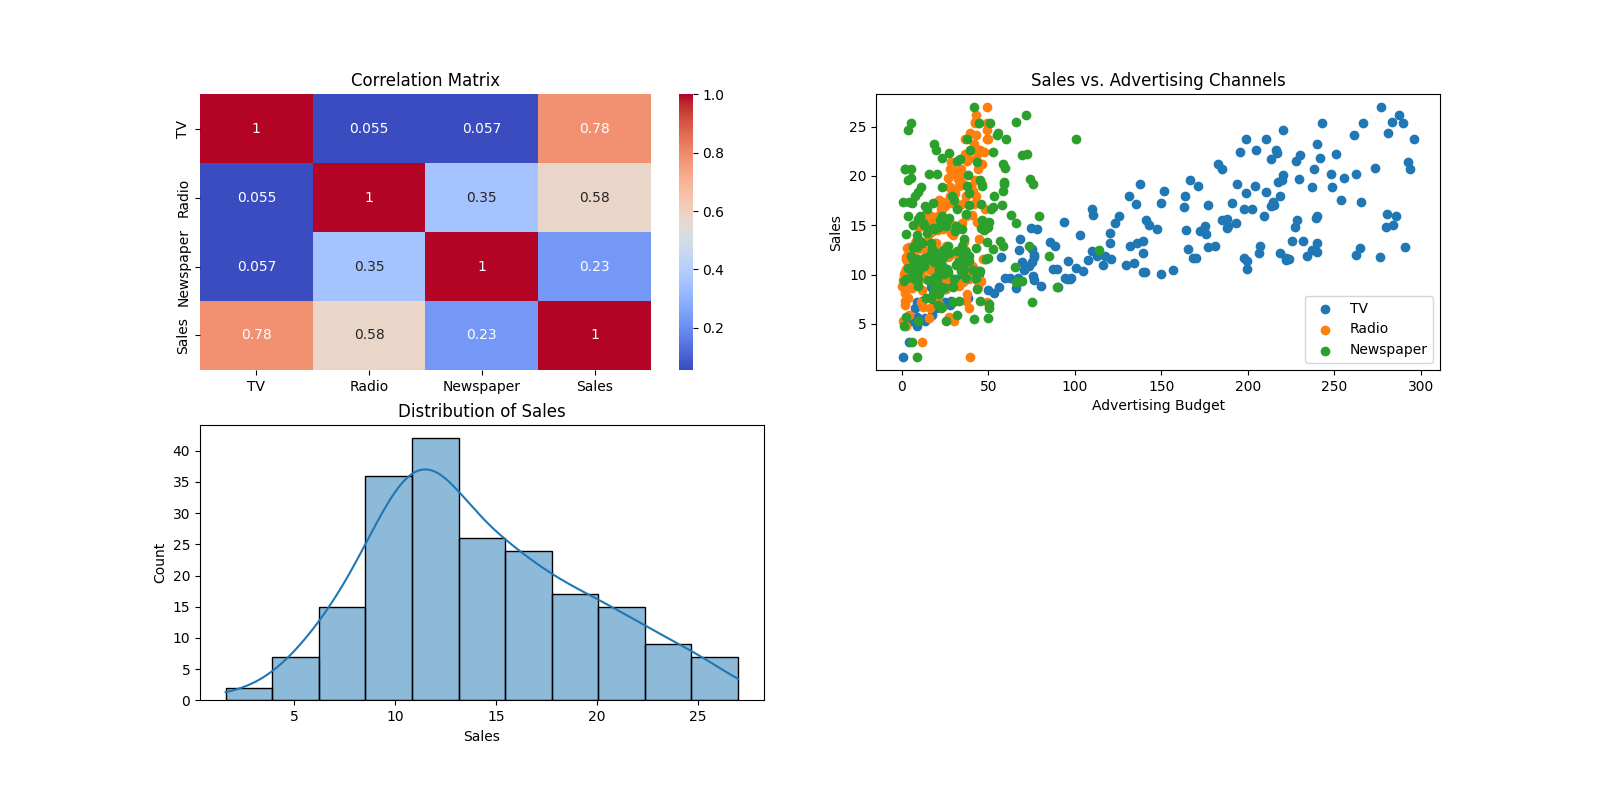 Correlation Matrix
TV
1
0.055
0.057
0.78
Radio
0.055
1
0.35
0.58
Newspaper
0.057
0.35
1
0.23
Sales
0.78
0.58
0.23
1
TV Radio Newspaper Sales
1.0
0.8
0.6
0.4
0.2
Sales vs. Advertising Channels
Sales
25
20
15
10
5
TV
Radio
Newspaper
0 50 100 150 200 250 300
Advertising Budget
Distribution of Sales
Count
40
35
30
25
20
15
10
5
0
5 10 15 20 25
Sales